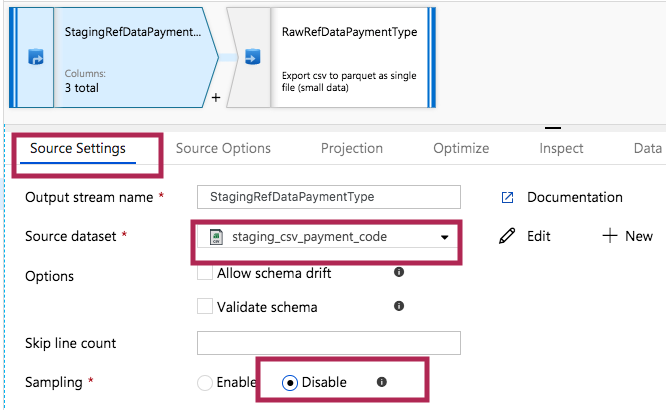 StagingRefDataPayment...
Columns:
3 total
+
RawRefDataPaymentType
Export csv to parquet as single
file (small data)
Source Settings Source Options Projection Optimize Inspect Data
Output stream name * StagingRefDataPaymentType Documentation
Source dataset * staging_csv_payment_code Edit + New
Options Allow schema drift
Validate schema
Skip line count
Sampling * Enable Disable